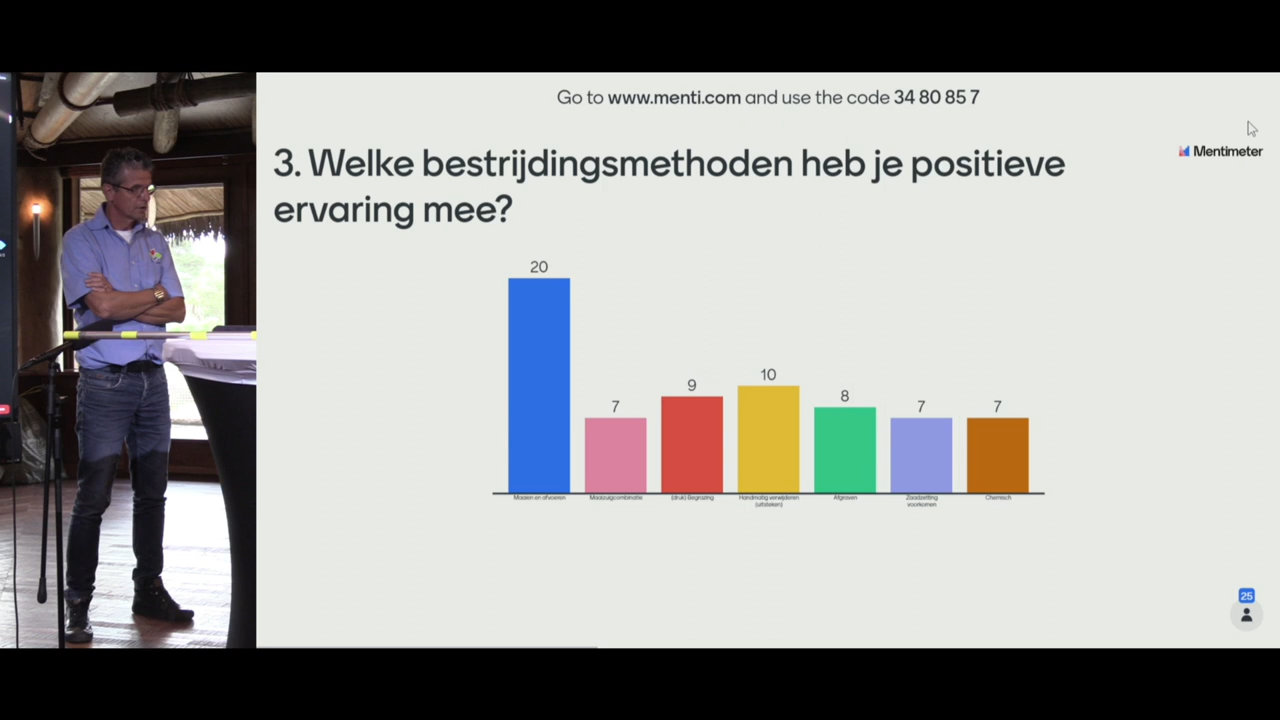 Go to www.menti.com and use the code 34 80 85 7
Mentimeter
3. Welke bestrijdingsmethoden heb je positieve
ervaring mee?
20
7
9
10
8
7
7
Maaien en afvoeren
Maaizuigcombinatie
(druk) Begrazing
Handmatig verwijderen
(uitsteken)
Afgraven
Zaadzetting
voorkomen
Chemisch
25